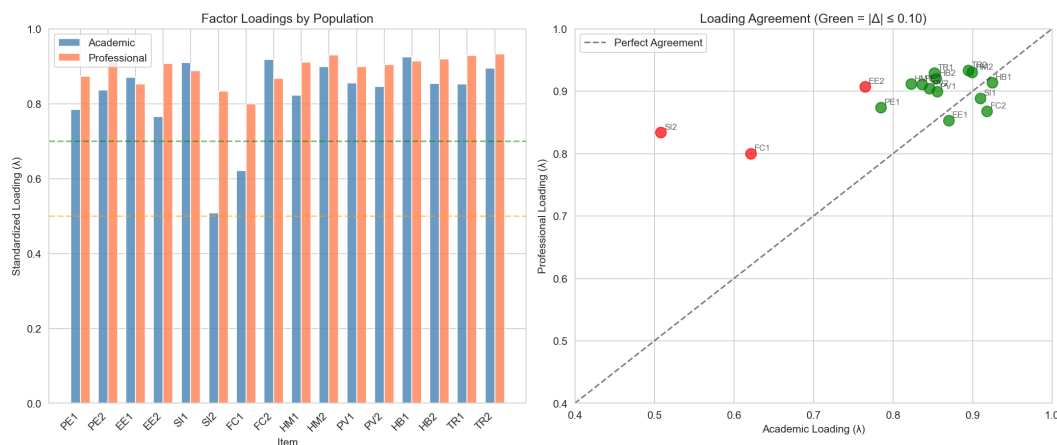 Factor Loadings by Population
Academic
Professional
1.0
0.8
0.6
0.4
0.2
0.0
Standardized Loading (λ)
PE1
PE2
EE1
EE2
SI1
SI2
FC1
FC2
HM1
HM2
PV1
PV2
HB1
HB2
TR1
TR2
Item
Loading Agreement (Green = |Δ| ≤ 0.10)
Perfect Agreement
1.0
0.9
0.8
0.7
0.6
0.5
0.4
Professional Loading (λ)
TR1
HM2
HB2
HB1
EE2
PV1
PE1
SI1
FC2
EE1
SI2
FC1
0.4
0.5
0.6
0.7
0.8
0.9
1.0
Academic Loading (λ)